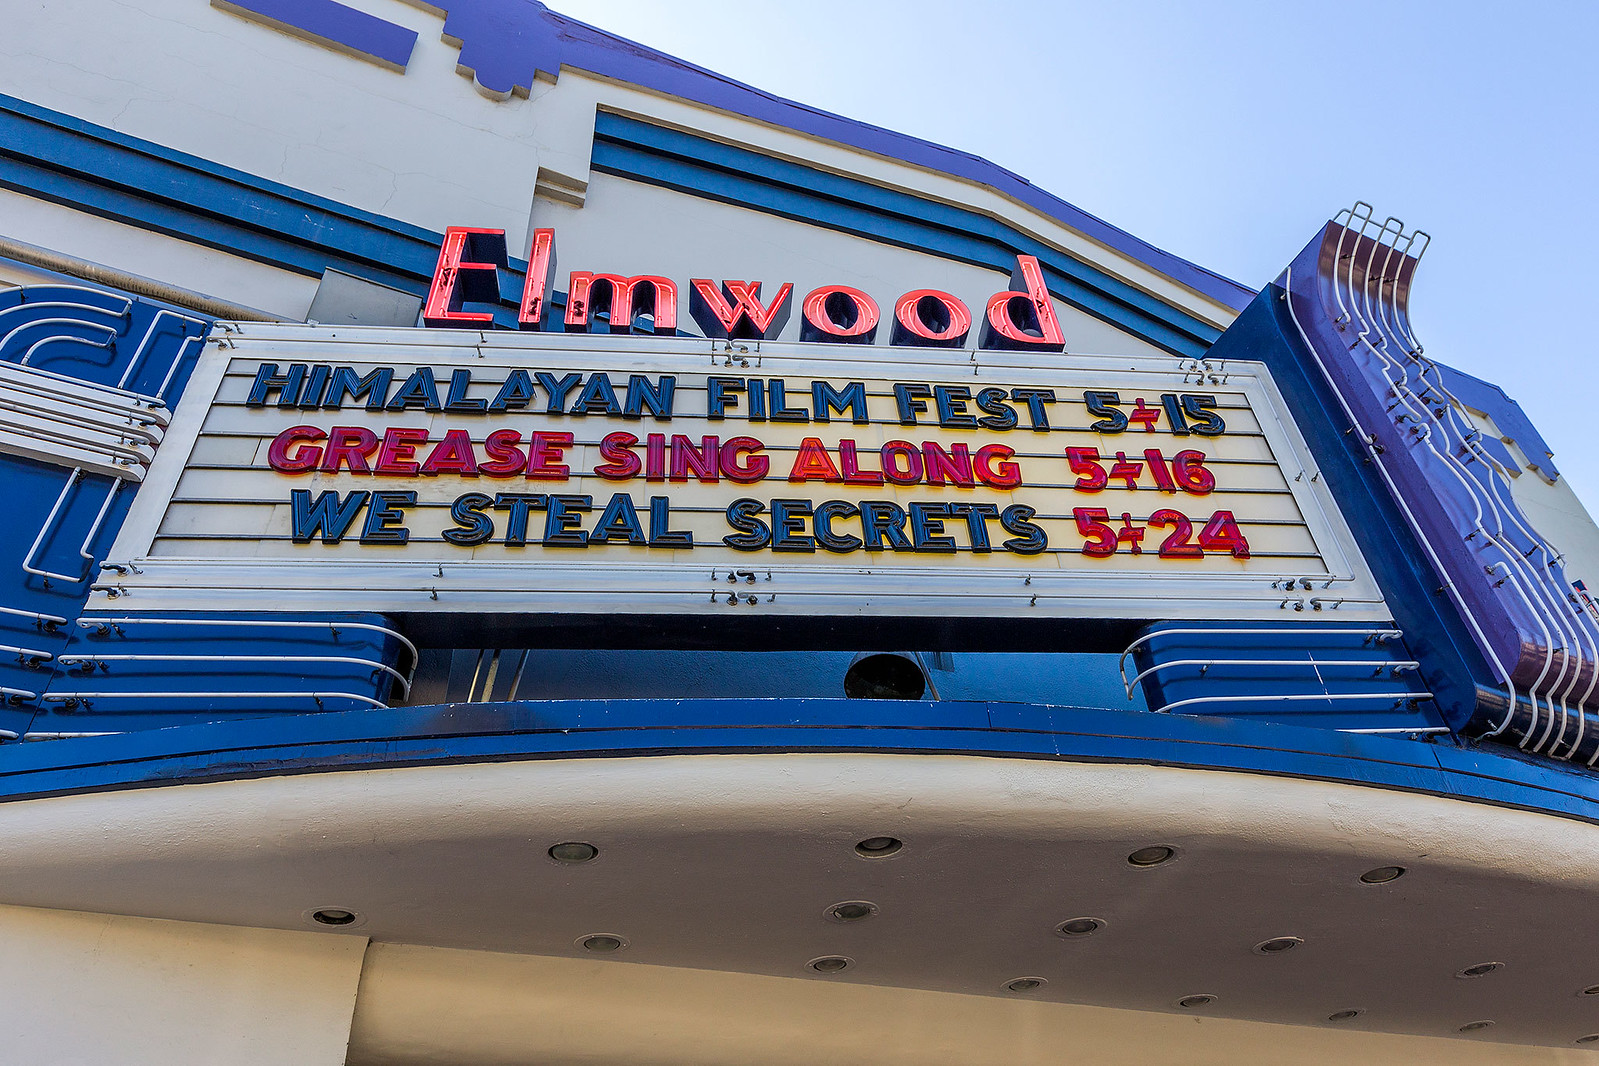 Elmwood
HIMALAYAN FILM FEST 5+15
GREASE SING ALONG 5+16
WE STEAL SECRETS 5+24